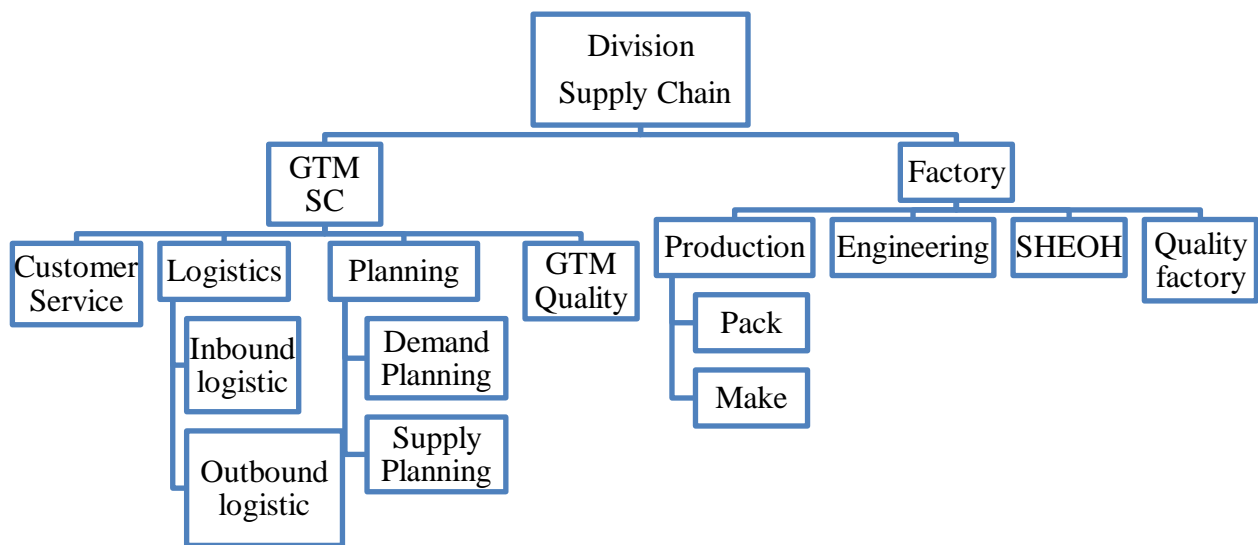 Division
Supply Chain
GTM
SC
Factory
Customer
Service
Logistics
Planning
GTM
Quality
Production
Engineering
SHEOH
Quality
factory
Inbound
logistic
Demand
Planning
Pack
Outbound
logistic
Supply
Planning
Make